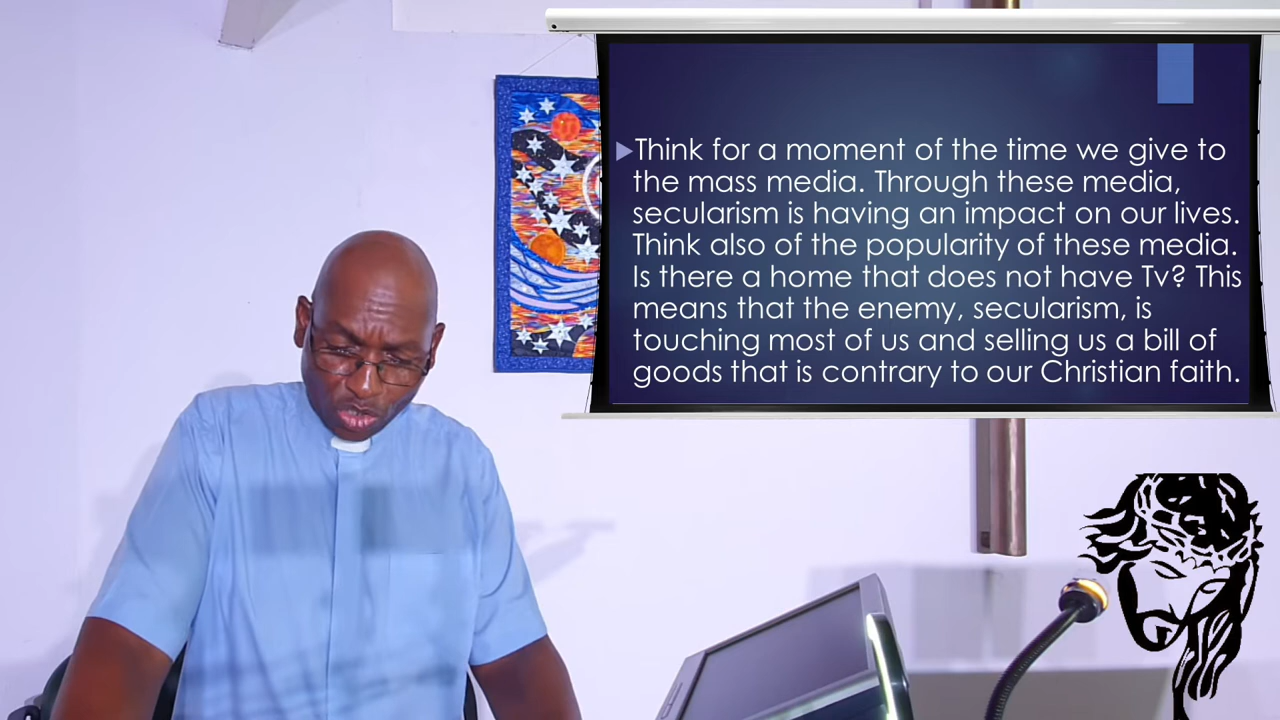 Think for a moment of the time we give to
the mass media. Through these media,
secularism is having an impact on our lives.
Think also of the popularity of these media.
Is there a home that does not have Tv? This
means that the enemy, secularism, is
touching most of us and selling us a bill of
goods that is contrary to our Christian faith.